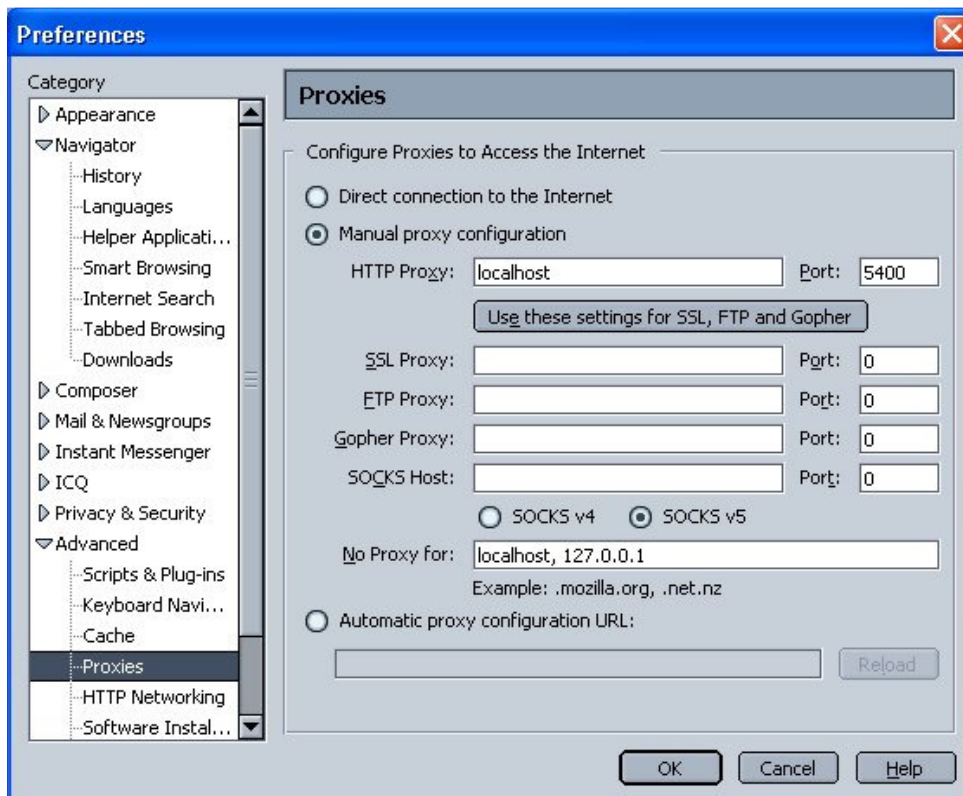 Preferences
Category
Appearance
Navigator
History
Languages
Helper Applicati...
Smart Browsing
Internet Search
Tabbed Browsing
Downloads
Composer
Mail & Newsgroups
Instant Messenger
ICQ
Privacy & Security
Advanced
Scripts & Plug-ins
Keyboard Navi...
Cache
Proxies
HTTP Networking
Software Instal...
Proxies
Configure Proxies to Access the Internet
Direct connection to the Internet
Manual proxy configuration
HTTP Proxy: localhost Port: 5400
Use these settings for SSL, FTP and Gopher
SSL Proxy: Port: 0
FTP Proxy: Port: 0
Gopher Proxy: Port: 0
SOCKS Host: Port: 0
SOCKS v4 SOCKS v5
No Proxy for: localhost, 127.0.0.1
Example: .mozilla.org, .net.nz
Automatic proxy configuration URL:
Reload
OK Cancel Help